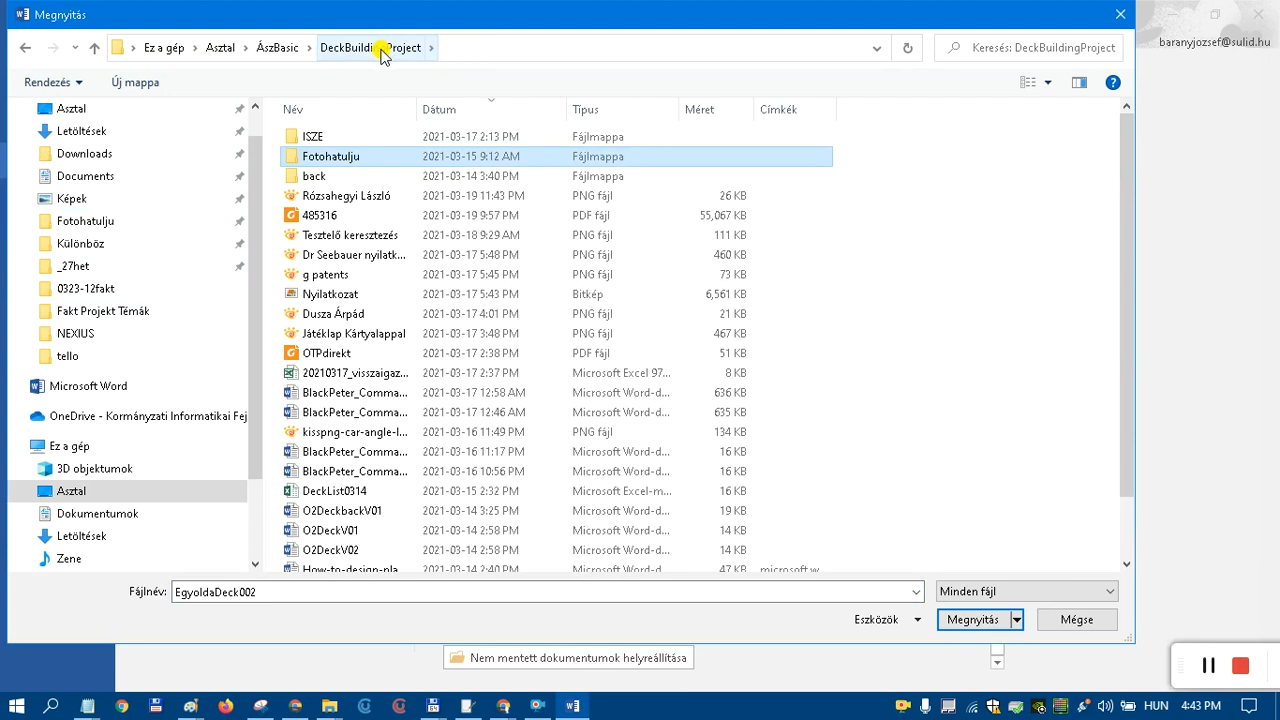 Megnyitás
Ez a gép
Asztal
ÁszBasic
DeckBuildingProject
Keresés: DeckBuildingProject
baranyjozsef@sulid.hu
Rendezés
Új mappa
Név
Dátum
Típus
Méret
Címkék
Asztal
Letöltések
Downloads
Documents
Képek
Fotohatulju
Különböz
_27het
0323-12fakt
Fakt Projekt Témák
NEXIUS
tello
Microsoft Word
OneDrive - Kormányzati Informatikai Fej
Ez a gép
3D objektumok
Asztal
Dokumentumok
Letöltések
Zene
ISZE 2021-03-17 2:13 PM Fájlmappa
Fotohatulju 2021-03-15 9:12 AM Fájlmappa
back 2021-03-14 3:40 PM Fájlmappa
Rózsahegyi László 2021-03-19 11:43 PM PNG fájl 26 KB
485316 2021-03-19 9:57 PM PDF fájl 55,067 KB
Tesztelő keresztezés 2021-03-18 9:29 AM PNG fájl 111 KB
Dr Seebauer nyilatk... 2021-03-17 5:48 PM PNG fájl 460 KB
g patents 2021-03-17 5:45 PM PNG fájl 73 KB
Nyilatkozat 2021-03-17 5:43 PM Bitkép 6,561 KB
Dusza Árpád 2021-03-17 4:01 PM PNG fájl 21 KB
Játéklap Kártyalappal 2021-03-17 3:48 PM PNG fájl 467 KB
OTPdirekt 2021-03-17 2:38 PM PDF fájl 51 KB
20210317_visszaigaz... 2021-03-17 2:37 PM Microsoft Excel 97... 8 KB
BlackPeter_Comma... 2021-03-17 12:58 AM Microsoft Word-d... 636 KB
BlackPeter_Comma... 2021-03-17 12:46 AM Microsoft Word-d... 635 KB
kisspng-car-angle-l... 2021-03-16 11:49 PM PNG fájl 134 KB
BlackPeter_Comma... 2021-03-16 11:17 PM Microsoft Word-d... 16 KB
BlackPeter_Comma... 2021-03-16 10:56 PM Microsoft Word-d... 16 KB
DeckList0314 2021-03-15 2:32 PM Microsoft Excel-m... 16 KB
O2DeckbackV01 2021-03-14 3:25 PM Microsoft Word-d... 19 KB
O2DeckV01 2021-03-14 2:58 PM Microsoft Word-d... 14 KB
O2DeckV02 2021-03-14 2:58 PM Microsoft Word-d... 14 KB
How-to-design-pla... 2021-03-14 2:40 PM Microsoft Word-d... 47 KB microsoft w...
Fájlnév: EgyoldaDeck002
Minden fájl
Eszközök
Megnyitás
Mégse
Nem mentett dokumentumok helyreállítása
HUN
4:43 PM